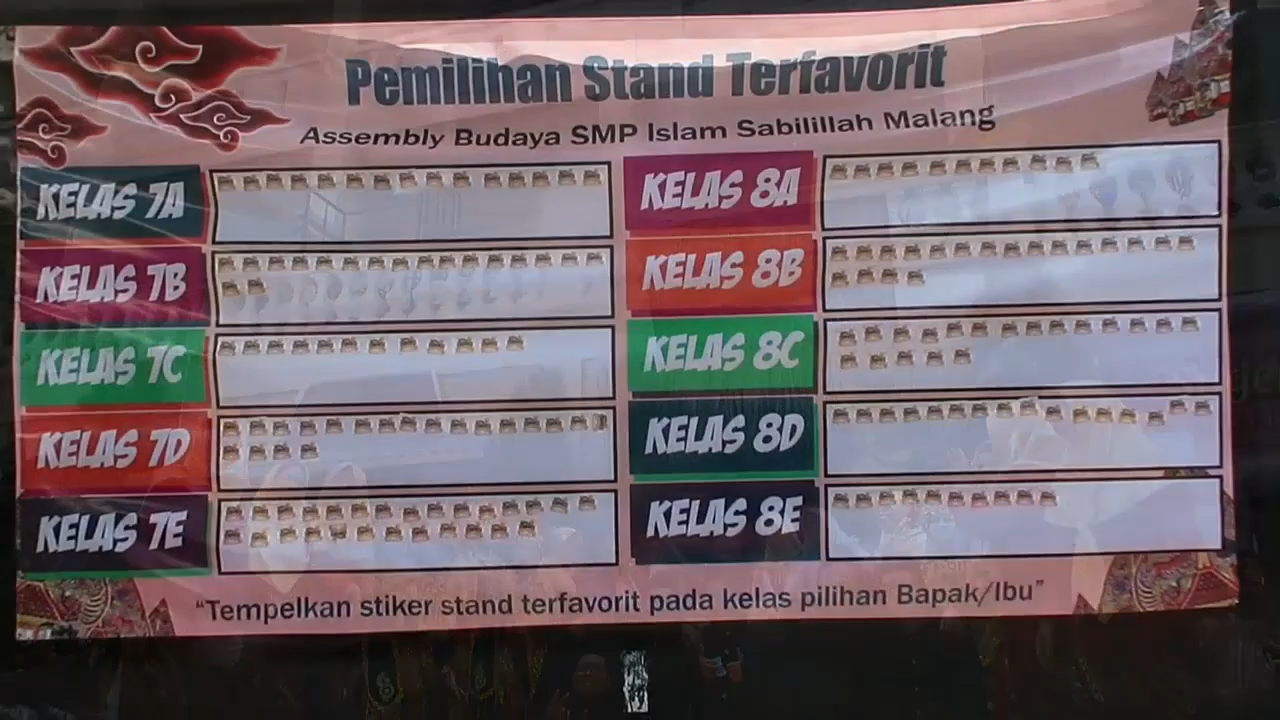 Pemilihan Stand Terfavorit
Assembly Budaya SMP Islam Sabilillah Malang
KELAS 7A
KELAS 8A
KELAS 7B
KELAS 8B
KELAS 7C
KELAS 8C
KELAS 7D
KELAS 8D
KELAS 7E
KELAS 8E
"Tempelkan stiker stand terfavorit pada kelas pilihan Bapak/Ibu"